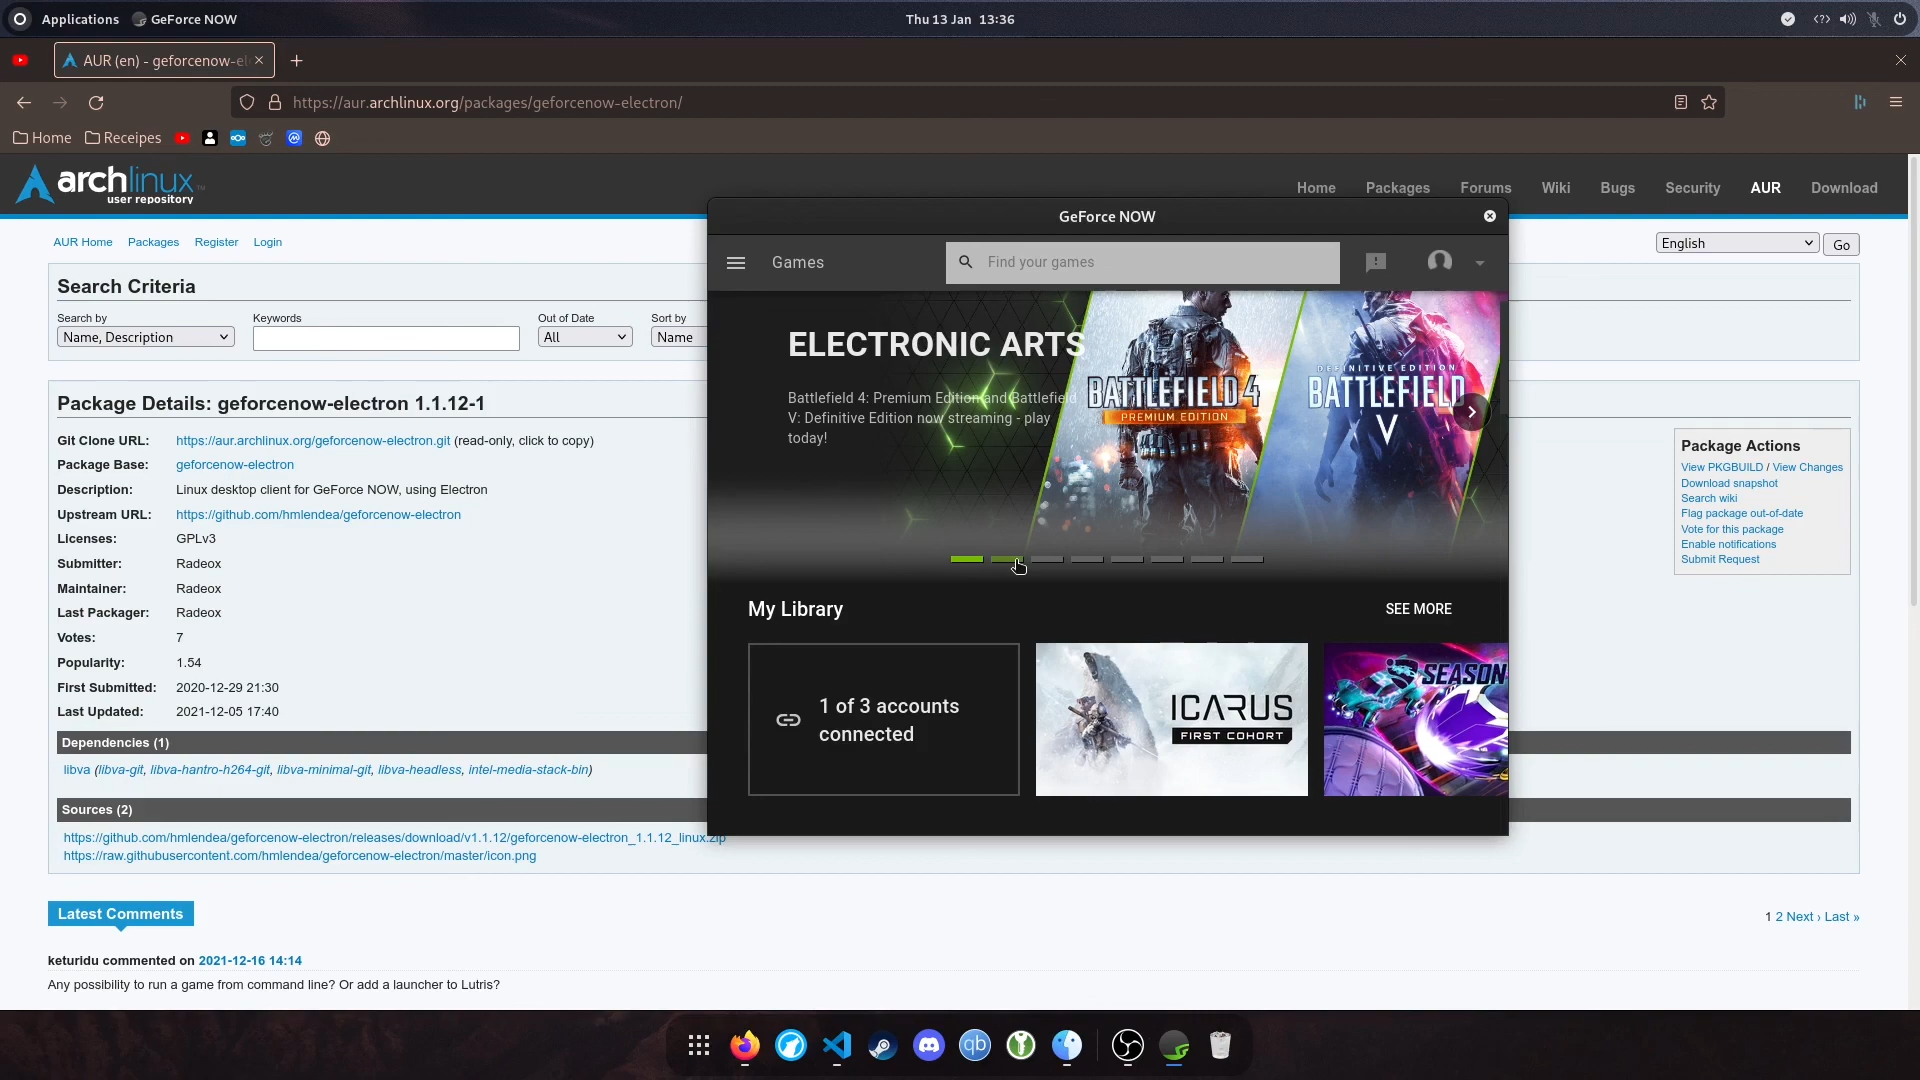 Applications
GeForce NOW
Thu 13 Jan 13:36
AUR (en) - geforcenow-el
https://aur.archlinux.org/packages/geforcenow-electron/
Home
Receipes
archlinux
user repository
Home
Packages
Forums
Wiki
Bugs
Security
AUR
Download
AUR Home
Packages
Register
Login
English
Go
Search Criteria
Search by
Keywords
Out of Date
Sort by
Name, Description
All
Name
Package Details: geforcenow-electron 1.1.12-1
Git Clone URL: https://aur.archlinux.org/geforcenow-electron.git (read-only, click to copy)
Package Base: geforcenow-electron
Description: Linux desktop client for GeForce NOW, using Electron
Upstream URL: https://github.com/hmlendea/geforcenow-electron
Licenses: GPLv3
Submitter: Radeox
Maintainer: Radeox
Last Packager: Radeox
Votes: 7
Popularity: 1.54
First Submitted: 2020-12-29 21:30
Last Updated: 2021-12-05 17:40
Dependencies (1)
libva (libva-git, libva-hantro-h264-git, libva-minimal-git, libva-headless, intel-media-stack-bin)
Sources (2)
https://github.com/hmlendea/geforcenow-electron/releases/download/v1.1.12/geforcenow-electron_1.1.12_linux.zip
https://raw.githubusercontent.com/hmlendea/geforcenow-electron/master/icon.png
Package Actions
View PKGBUILD / View Changes
Download snapshot
Search wiki
Flag package out-of-date
Vote for this package
Enable notifications
Submit Request
Latest Comments
1 2 Next › Last »
keturidu commented on 2021-12-16 14:14
Any possibility to run a game from command line? Or add a launcher to Lutris?
GeForce NOW
Games
Find your games
ELECTRONIC ARTS
Battlefield 4: Premium Edition and Battlefield
V: Definitive Edition now streaming - play
today!
BATTLEFIELD 4
PREMIUM EDITION
DEFINITIVE EDITION
BATTLEFIELD
V
My Library
SEE MORE
1 of 3 accounts
connected
ICARUS
FIRST COHORT
SEASON
qb